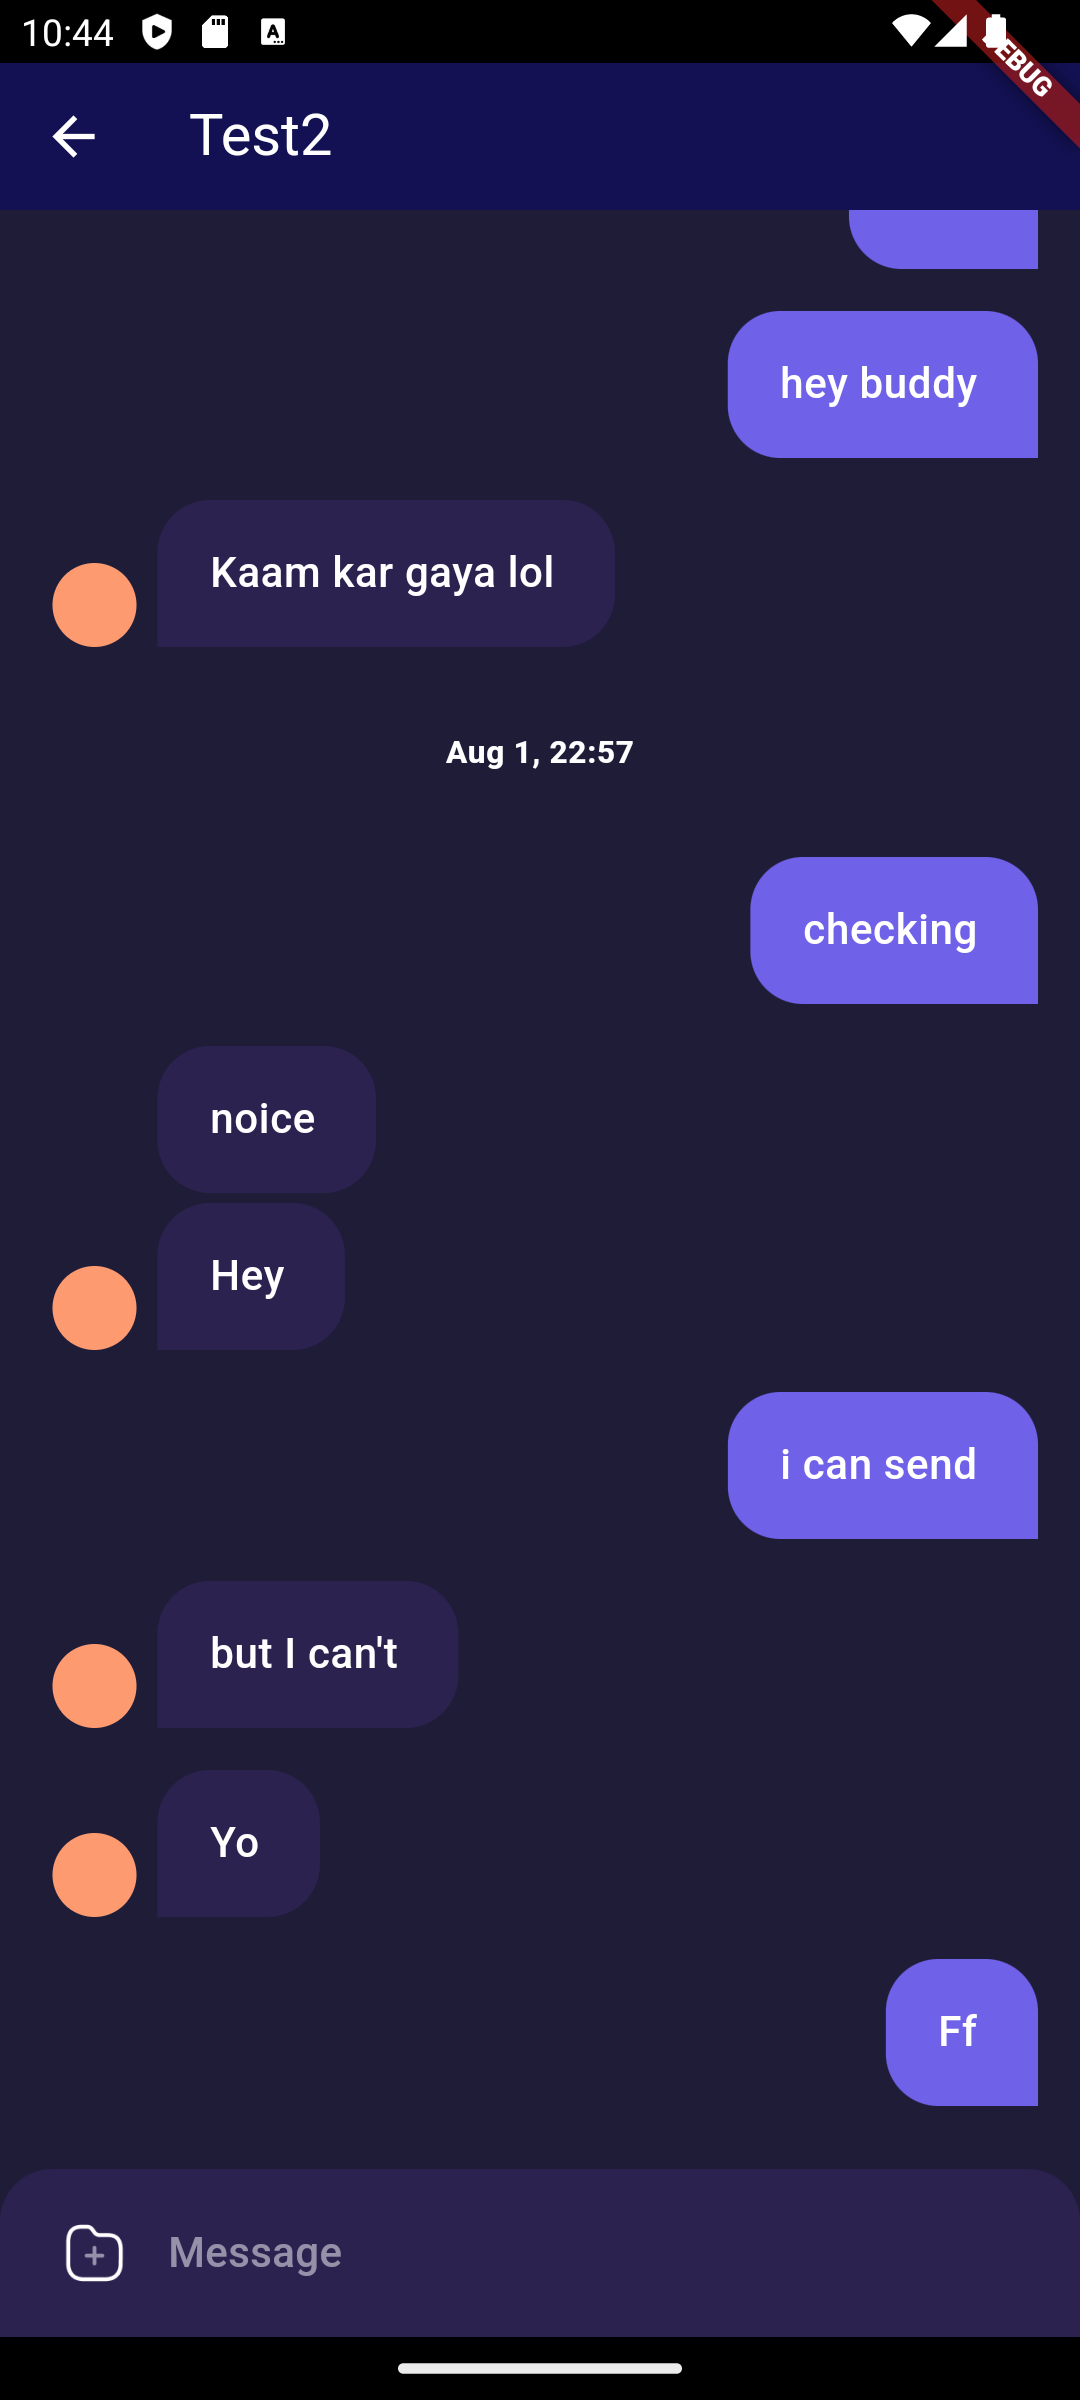 10:44
EBUG
Test2
hey buddy
Kaam kar gaya lol
Aug 1, 22:57
checking
noice
Hey
i can send
but I can't
Yo
Ff
Message